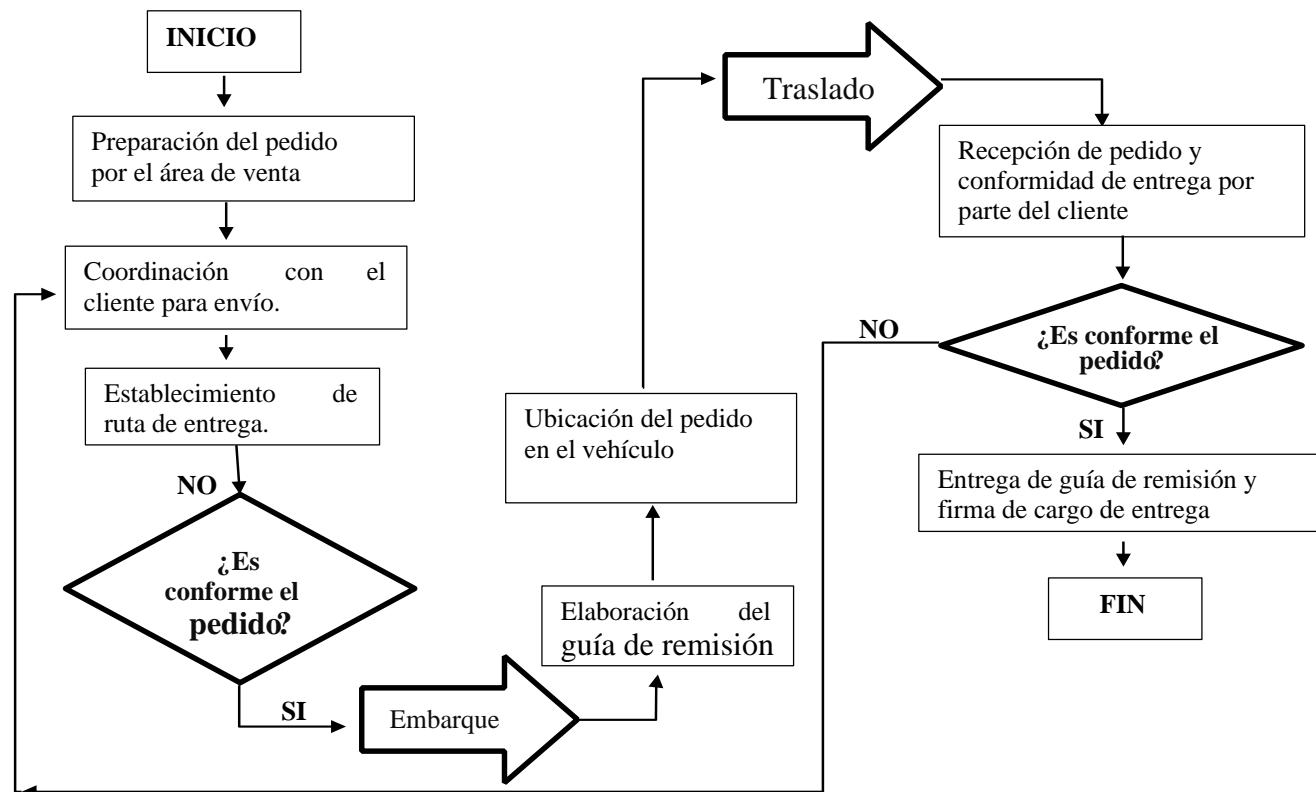 INICIO
Preparación del pedido
por el área de venta
Coordinación con el
cliente para envío.
Establecimiento de
ruta de entrega.
NO
¿Es
conforme el
pedido?
SI
Embarque
Elaboración del
guía de remisión
Ubicación del pedido
en el vehículo
Traslado
Recepción de pedido y
conformidad de entrega por
parte del cliente
NO
¿Es conforme el
pedido?
SI
Entrega de guía de remisión y
firma de cargo de entrega
FIN